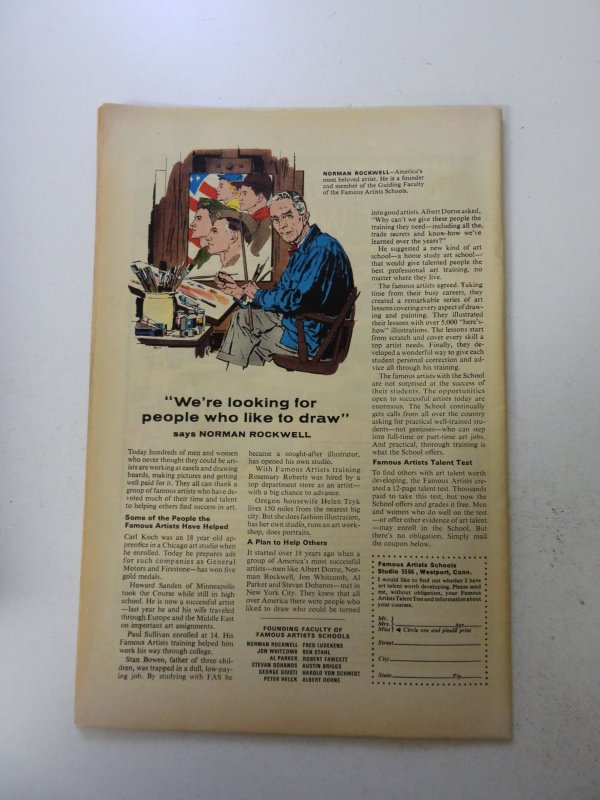 NORMAN ROCKWELL—America's
most beloved artist. He is a founder
and member of the Guiding Faculty
of the Famous Artists Schools.
"We're looking for
people who like to draw"
says NORMAN ROCKWELL
Today hundreds of men and women
who never thought they could be art-
ists are working at easels and drawing
boards, making pictures and getting
well paid for it. They all can thank a
group of famous artists who have de-
voted much of their time and talent
to helping others find success in art.
Some of the People the
Famous Artists Have Helped
Carl Koch was an 18 year old ap-
prentice in a Chicago art studio when
he enrolled. Today he prepares ads
for such companies as General
Motors and Firestone—has won five
gold medals.
Howard Sanden of Minneapolis
took the Course while still in high
school. He is now a successful artist
—last year he and his wife traveled
through Europe and the Middle East
on important art assignments.
Paul Sullivan enrolled at 14. His
Famous Artists training helped him
work his way through college.
Stan Bowen, father of three chil-
dren, was trapped in a dull, low-pay-
ing job. By studying with FAS he
became a sought-after illustrator,
has opened his own studio.
With Famous Artists training
Rosemary Roberts was hired by a
top department store as an artist—
with a big chance to advance.
Oregon housewife Helen Tryk
lives 150 miles from the nearest big
city. But she does fashion illustration,
has her own studio, runs an art work-
shop, does portraits.
A Plan to Help Others
It started over 18 years ago when a
group of America's most successful
artists—men like Albert Dorne, Nor-
man Rockwell, Jon Whitcomb, Al
Parker and Stevan Dohanos—met in
New York City. They knew that all
over America there were people who
liked to draw who could be turned
FOUNDING FACULTY OF
FAMOUS ARTISTS SCHOOLS
NORMAN ROCKWELL FRED LUDEKENS
JON WHITCOMB BEN STAHL
AL PARKER ROBERT FAWCETT
STEVAN DOHANOS AUSTIN BRIGGS
GEORGE GIUSTI HAROLD VON SCHMIDT
PETER HELCK ALBERT DORNE
into good artists. Albert Dorne asked,
"Why can't we give these people the
training they need—including all the
trade secrets and know-how we've
learned over the years?"
He suggested a new kind of art
school—a home study art school—
that would give talented people the
best professional art training, no
matter where they live.
The famous artists agreed. Taking
time from their busy careers, they
created a remarkable series of art
lessons covering every aspect of draw-
ing and painting. They illustrated
their lessons with over 5,000 "here's-
how" illustrations. The lessons start
from scratch and cover every skill a
top artist needs. Finally, they de-
veloped a wonderful way to give each
student personal correction and ad-
vice all through his training.
The famous artists with the School
are not surprised at the success of
their students. The opportunities
open to successful artists today are
enormous. The School continually
gets calls from all over the country
asking for practical well-trained stu-
dents—not geniuses—who can step
into full-time or part-time art jobs.
And practical, thorough training is
what the School offers.
Famous Artists Talent Test
To find others with art talent worth
developing, the Famous Artists cre-
ated a 12-page talent test. Thousands
paid to take this test, but now the
School offers and grades it free. Men
and women who do well on the test
—or offer other evidence of art talent
—may enroll in the School. But
there's no obligation. Simply mail
the coupon below.
Famous Artists Schools
Studio 5566, Westport, Conn.
I would like to find out whether I have
art talent worth developing. Please send
me, without obligation, your Famous
Artists Talent Test and information about
your courses.
Mr.
Mrs. Age
Miss Circle one and please print
Street
City
State Zip